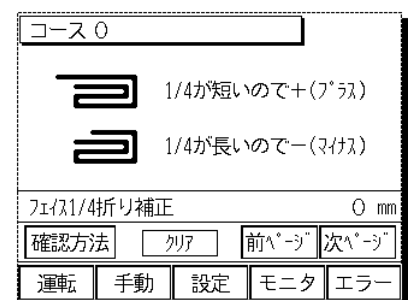 コース 0
1/4が短いので+(ﾌﾟﾗｽ)
1/4が長いのでー(ﾏｲﾅｽ)
ﾌｪｲｽ1/4折り補正 0 mm
確認方法 ｸﾘｱ 前ﾍﾟｰｼﾞ 次ﾍﾟｰｼﾞ
運転 手動 設定 モニタ エラー